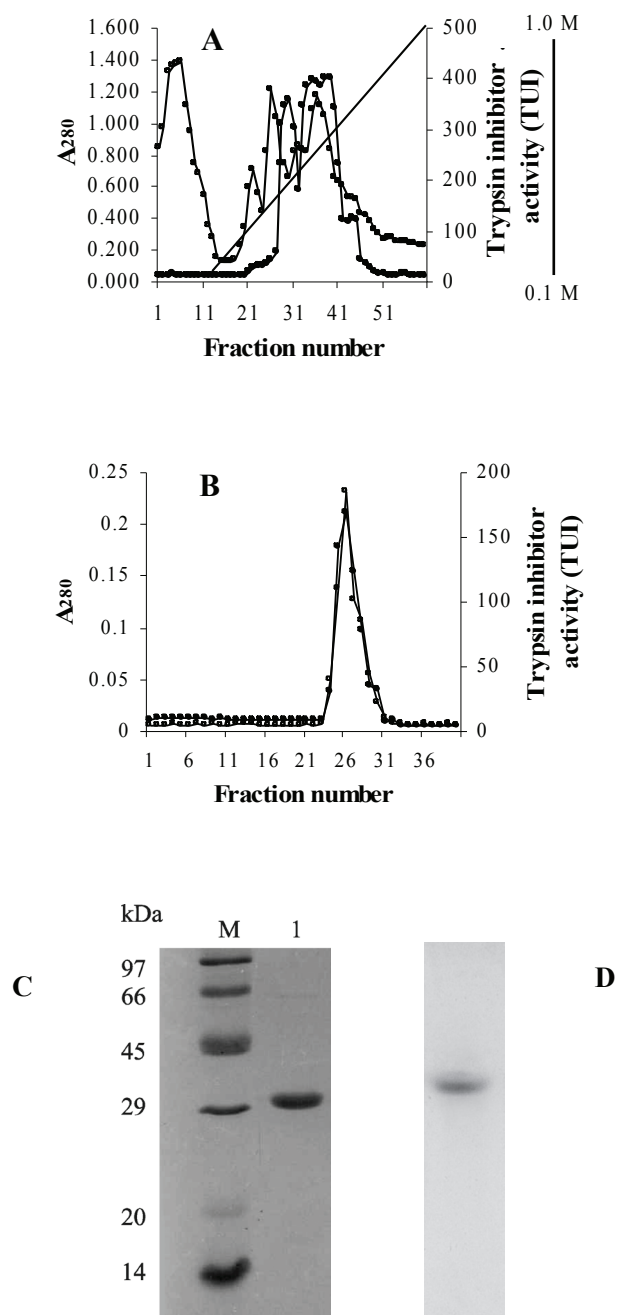 A
1.600
1.400
1.200
1.000
0.800
0.600
0.400
0.200
0.000
A280
1 11 21 31 41 51
Fraction number
500
400
300
200
100
0
Trypsin inhibitor .
activity (TUI)
1.0 M
0.1 M
B
0.25
0.2
0.15
0.1
0.05
0
A280
1 6 11 16 21 26 31 36
Fraction number
200
150
100
50
0
Trypsin inhibitor
activity (TUI)
kDa
M 1
C
97
66
45
29
20
14
D